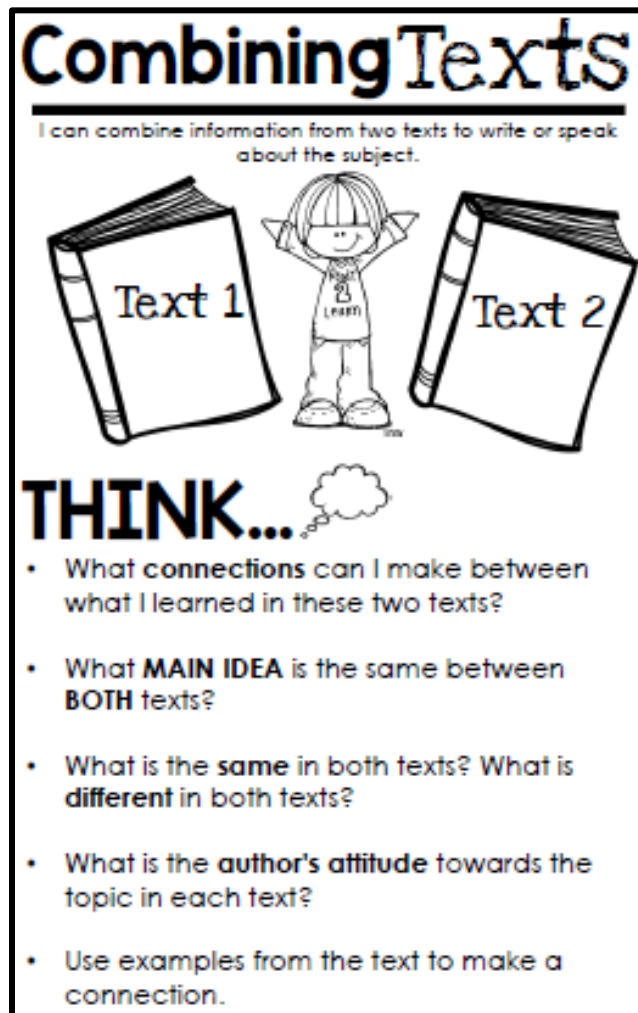 Combining Texts
I can combine information from two texts to write or speak
about the subject.
Text 1
2
Learn
Text 2
THINK...
• What connections can I make between
what I learned in these two texts?
• What MAIN IDEA is the same between
BOTH texts?
• What is the same in both texts? What is
different in both texts?
• What is the author's attitude towards the
topic in each text?
• Use examples from the text to make a
connection.